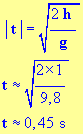 |t| = √(2h/g)
t ≈ √(2×1/9,8)
t ≈ 0,45 s